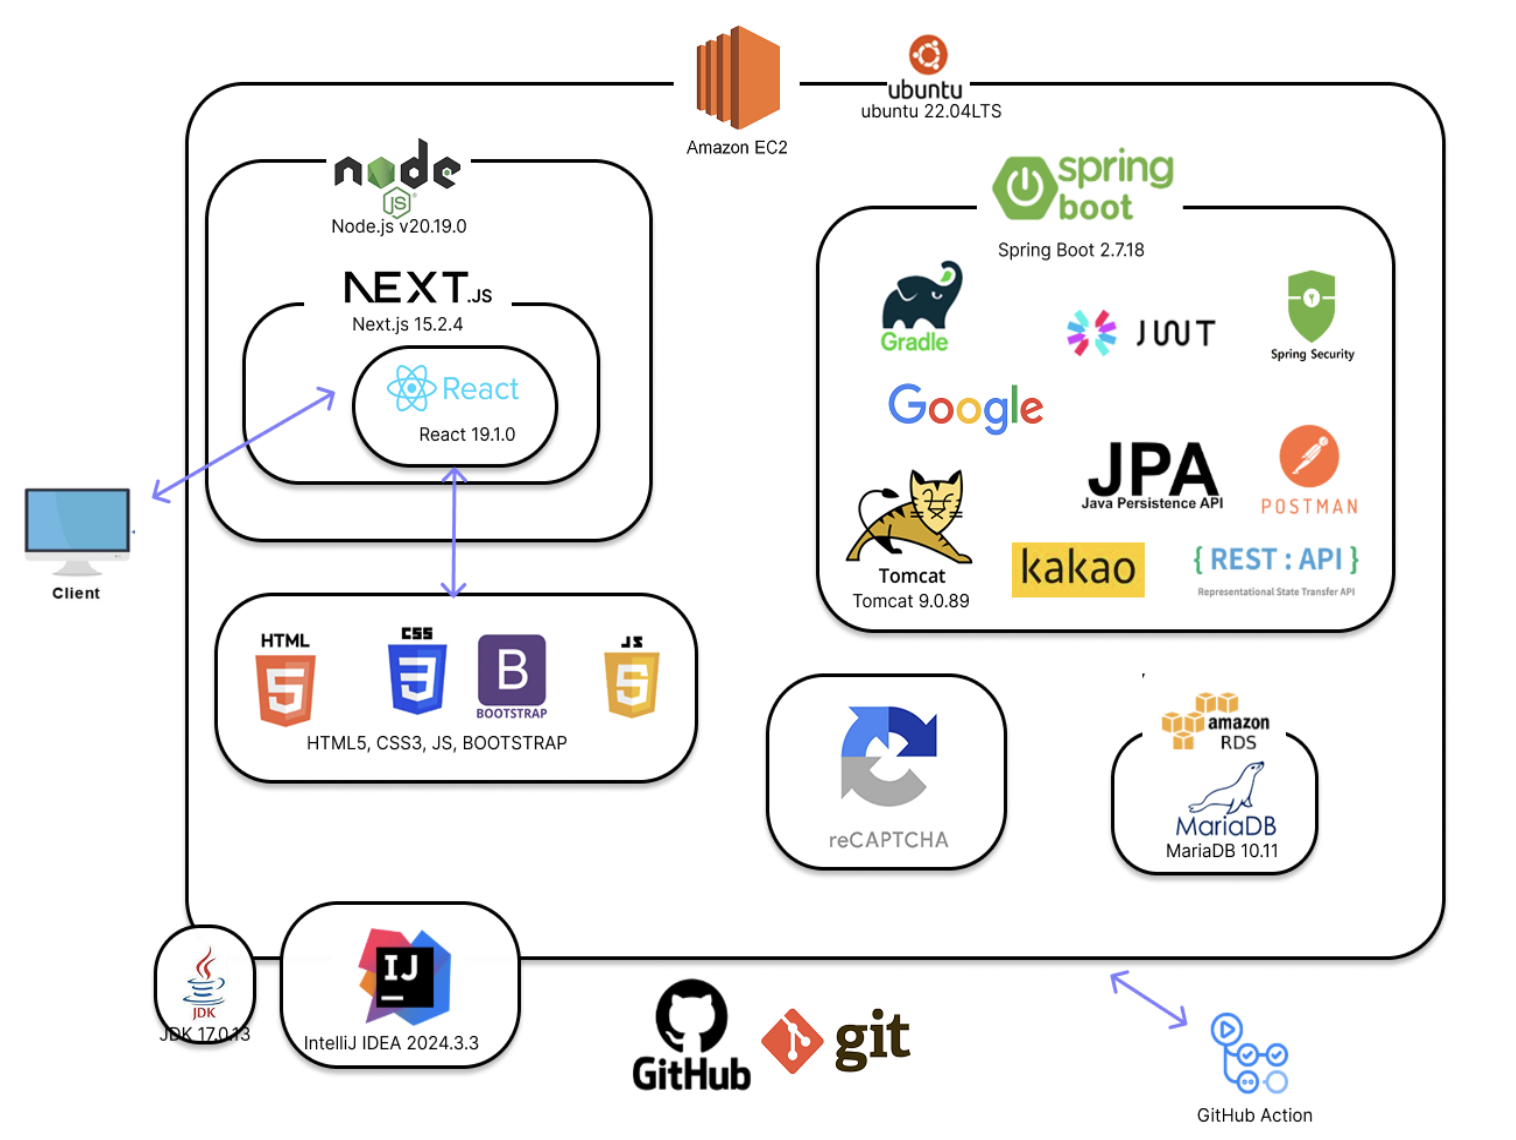 ubuntu
ubuntu 22.04LTS
Amazon EC2
node
JS
Node.js v20.19.0
NEXT.JS
Next.js 15.2.4
React
React 19.1.0
Client
HTML
5
CSS
3
B
BOOTSTRAP
JS
5
HTML5, CSS3, JS, BOOTSTRAP
spring
boot
Spring Boot 2.7.18
Gradle
JWT
Spring Security
Google
JPA
Java Persistence API
POSTMAN
Tomcat
Tomcat 9.0.89
kakao
{ REST : API }
Representational State Transfer API
reCAPTCHA
amazon
RDS
MariaDB
MariaDB 10.11
JDK
JDK 17.0.13
IJ
IntelliJ IDEA 2024.3.3
GitHub
git
GitHub Action